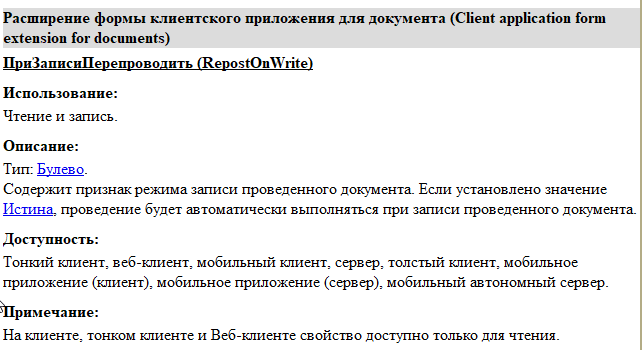 Расширение формы клиентского приложения для документа (Client application form
extension for documents)
ПриЗаписиПерепроводить (RepostOnWrite)
Использование:
Чтение и запись.
Описание:
Тип: Булево.
Содержит признак режима записи проведенного документа. Если установлено значение
Истина, проведение будет автоматически выполняться при записи проведенного документа.
Доступность:
Тонкий клиент, веб-клиент, мобильный клиент, сервер, толстый клиент, мобильное
приложение (клиент), мобильное приложение (сервер), мобильный автономный сервер.
Примечание:
На клиенте, тонком клиенте и Веб-клиенте свойство доступно только для чтения.